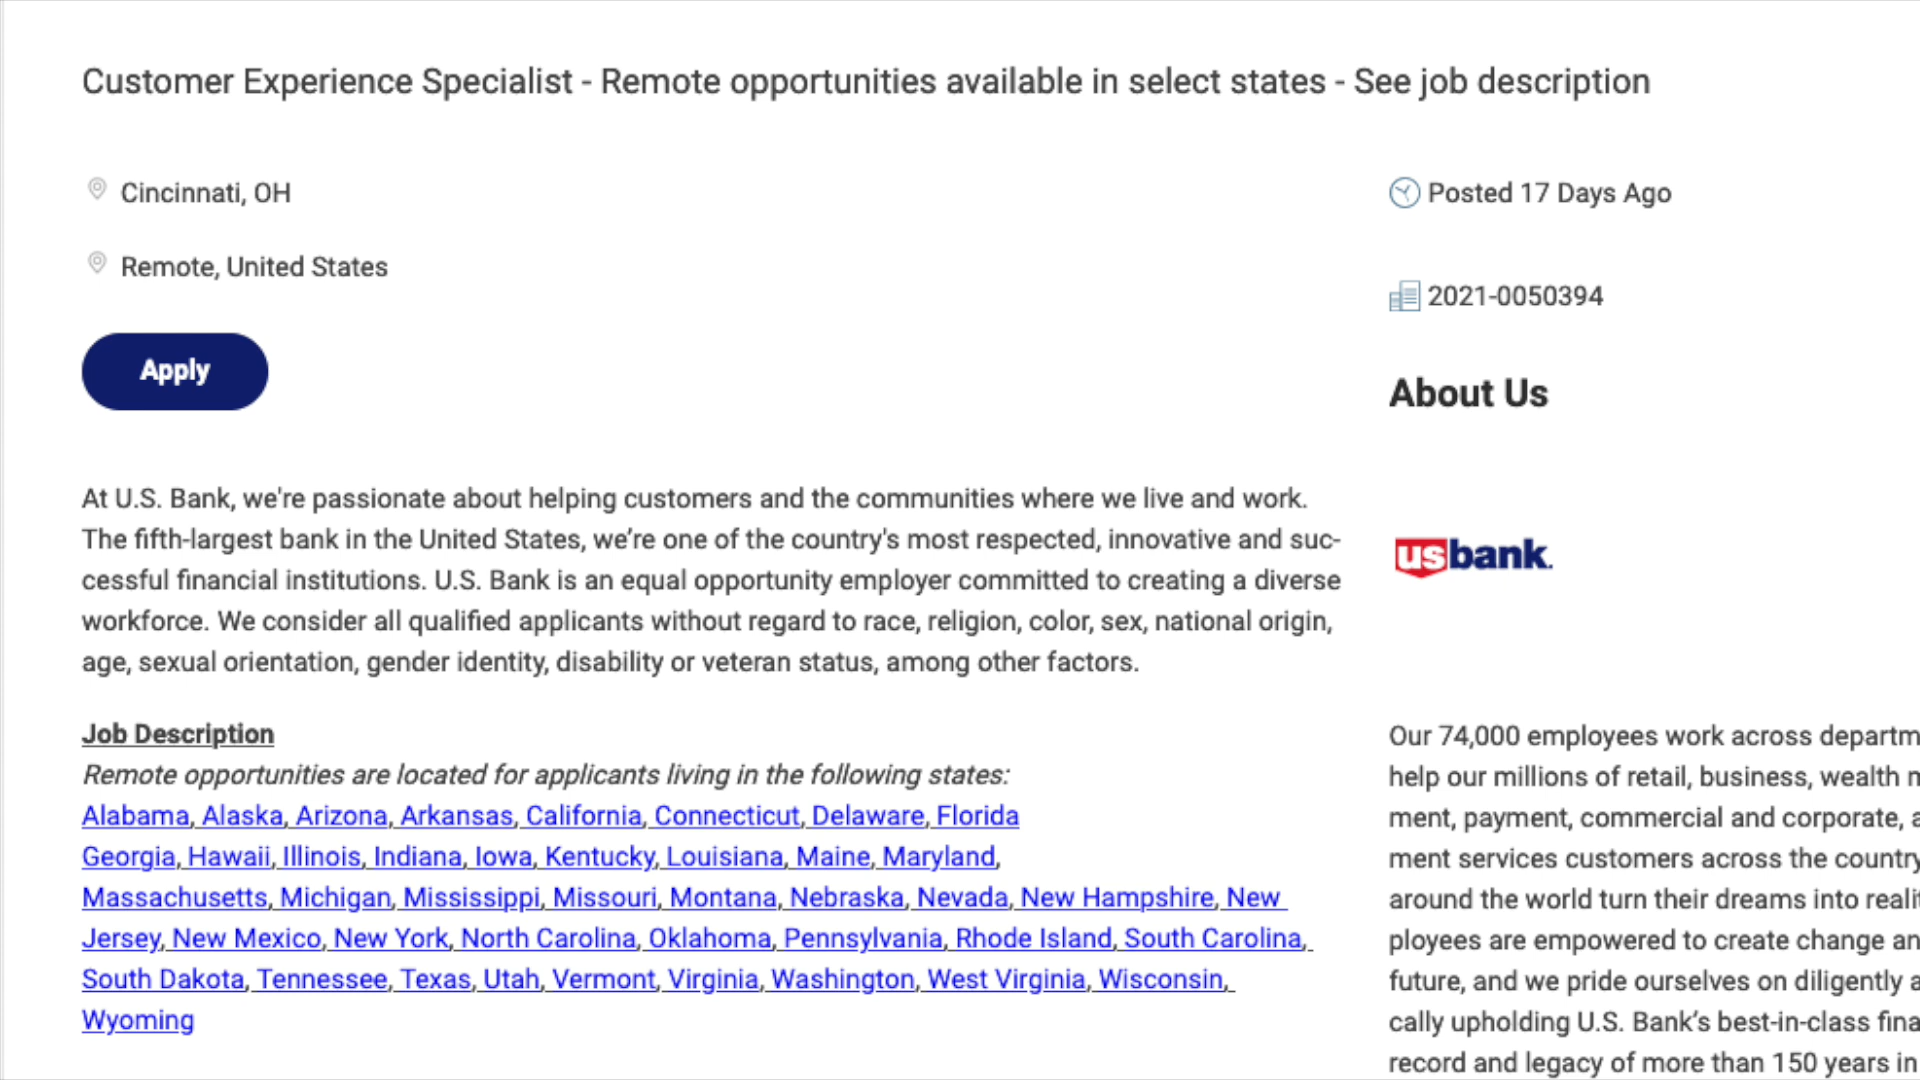 Customer Experience Specialist - Remote opportunities available in select states - See job description
Cincinnati, OH
Remote, United States
Apply
Posted 17 Days Ago
2021-0050394
At U.S. Bank, we're passionate about helping customers and the communities where we live and work.
The fifth-largest bank in the United States, we’re one of the country's most respected, innovative and suc-
cessful financial institutions. U.S. Bank is an equal opportunity employer committed to creating a diverse
workforce. We consider all qualified applicants without regard to race, religion, color, sex, national origin,
age, sexual orientation, gender identity, disability or veteran status, among other factors.
Job Description
Remote opportunities are located for applicants living in the following states:
Alabama, Alaska, Arizona, Arkansas, California, Connecticut, Delaware, Florida
Georgia, Hawaii, Illinois, Indiana, Iowa, Kentucky, Louisiana, Maine, Maryland,
Massachusetts, Michigan, Mississippi, Missouri, Montana, Nebraska, Nevada, New Hampshire, New
Jersey, New Mexico, New York, North Carolina, Oklahoma, Pennsylvania, Rhode Island, South Carolina,
South Dakota, Tennessee, Texas, Utah, Vermont, Virginia, Washington, West Virginia, Wisconsin,
Wyoming
About Us
usbank.
Our 74,000 employees work across departm
help our millions of retail, business, wealth
ment, payment, commercial and corporate,
ment services customers across the country
around the world turn their dreams into reali
ployees are empowered to create change an
future, and we pride ourselves on diligently
cally upholding U.S. Bank’s best-in-class fina
record and legacy of more than 150 years in